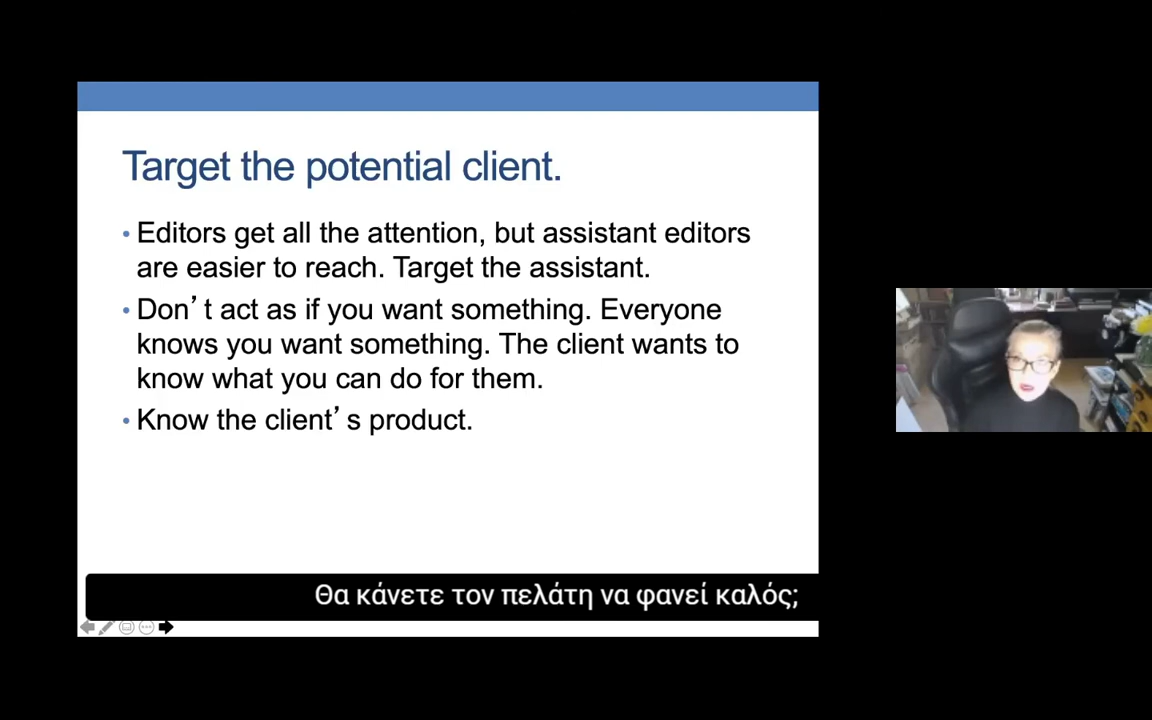 Target the potential client.
• Editors get all the attention, but assistant editors
are easier to reach. Target the assistant.
• Don’t act as if you want something. Everyone
knows you want something. The client wants to
know what you can do for them.
• Know the client’s product.
Θα κάνετε τον πελάτη να φανεί καλός;